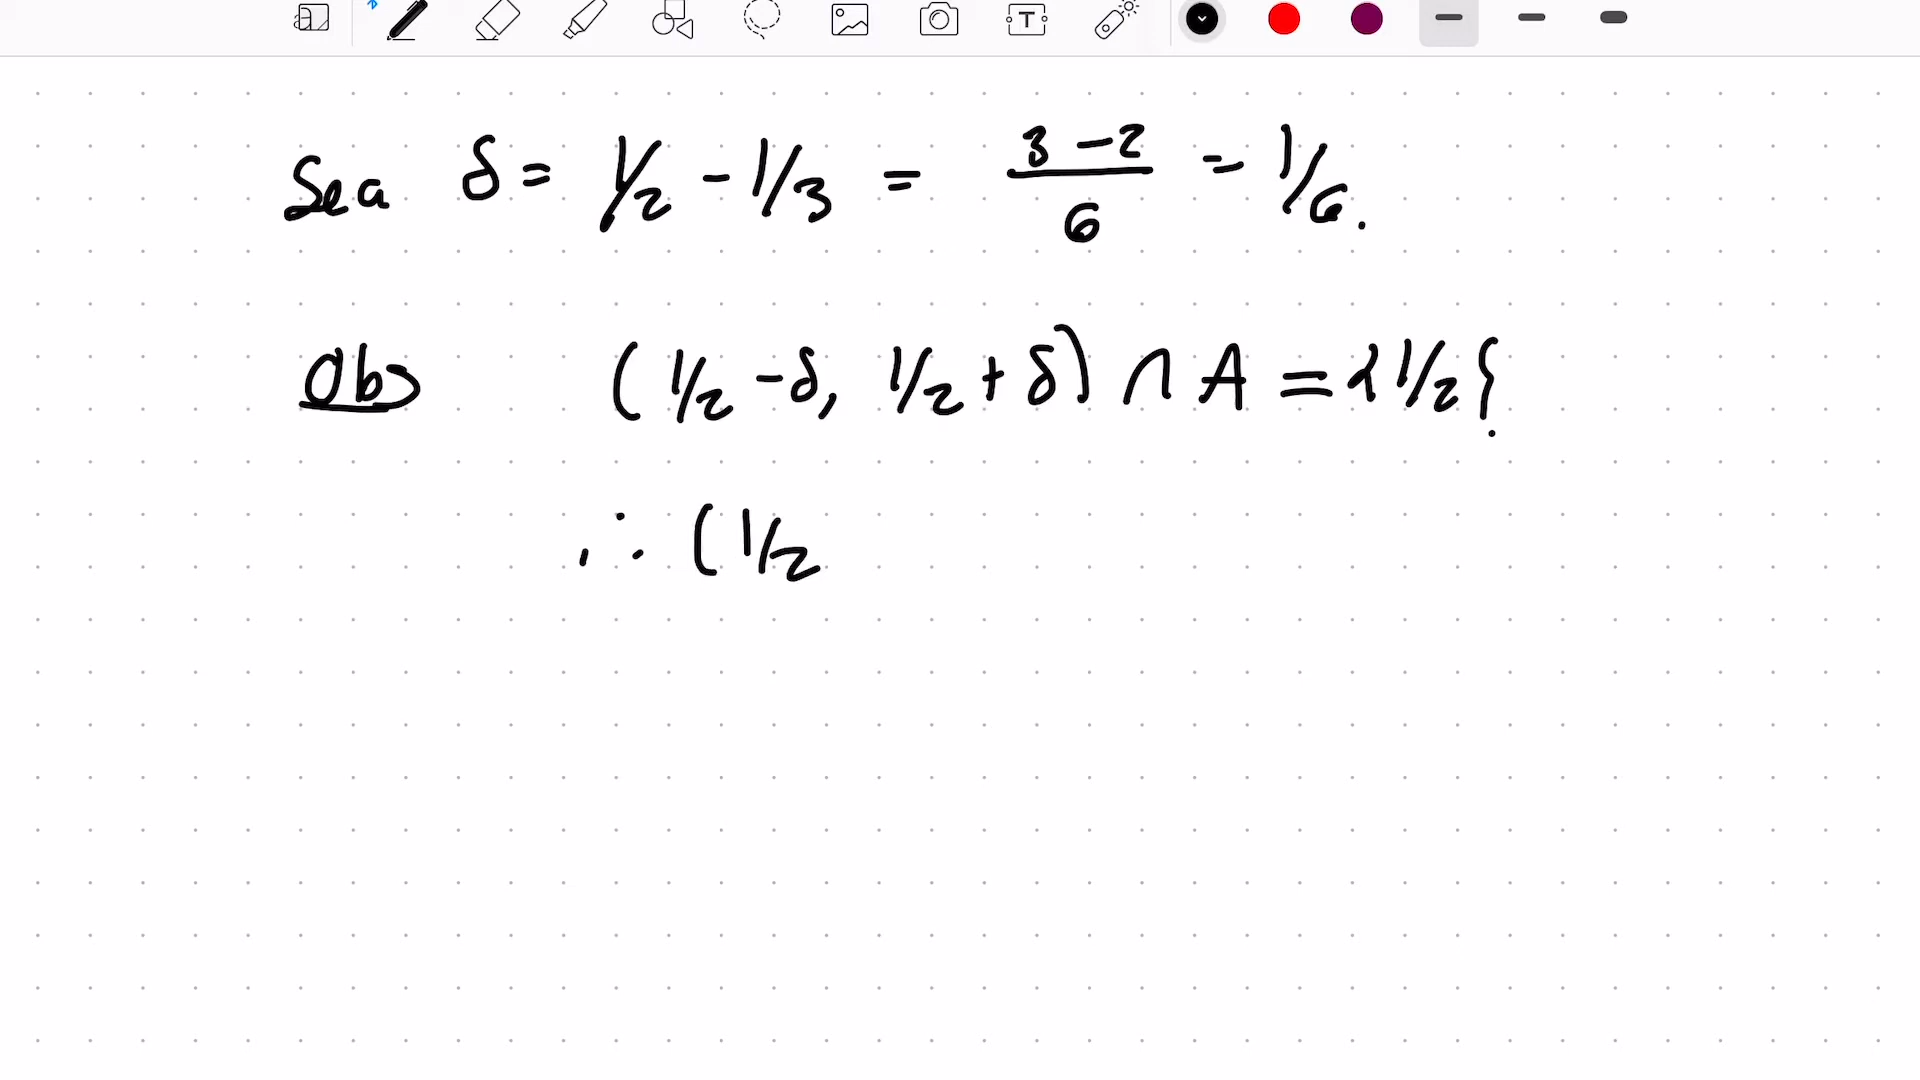 Sea δ = 1/2 - 1/3 = (3 - 2)/6 = 1/6.
Obs (1/2 - δ, 1/2 + δ) ∩ A = {1/2}.
∴ (1/2